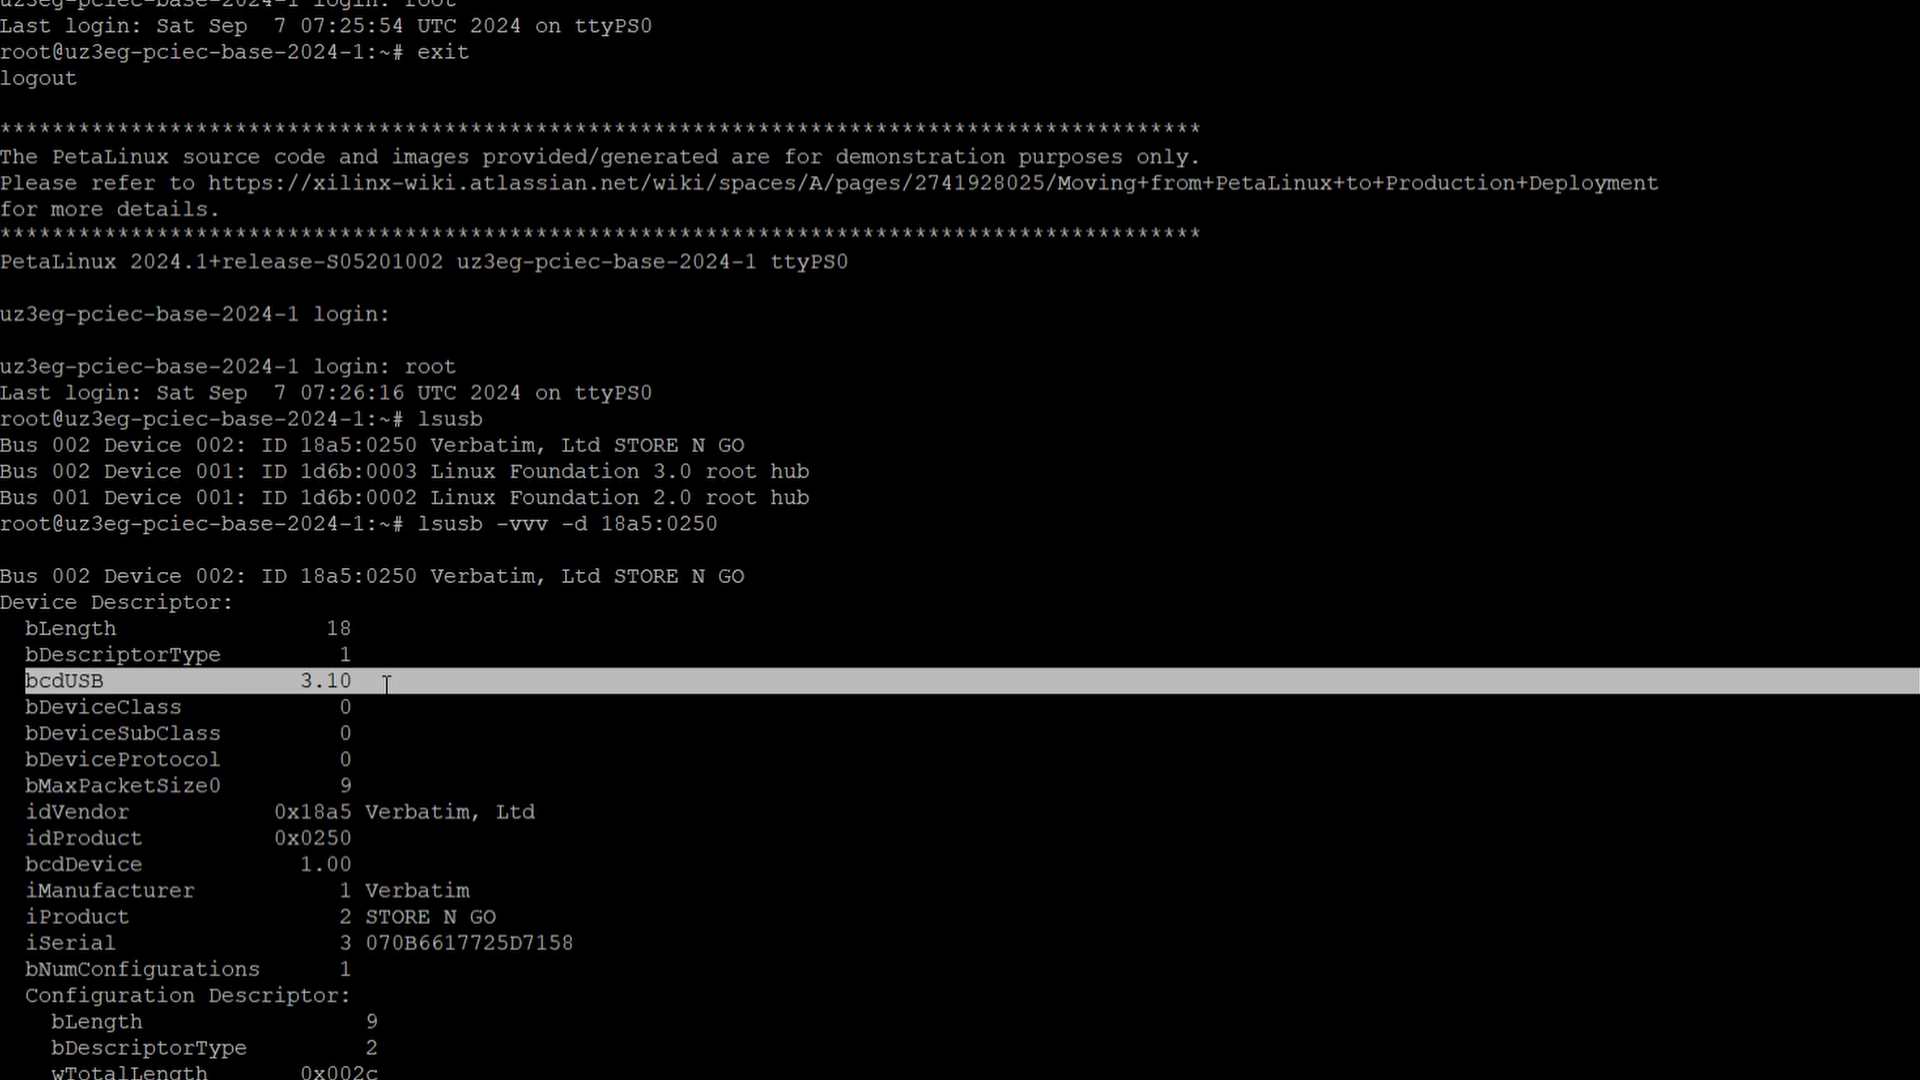 uz3eg-pciec-base-2024-1 login: root
Last login: Sat Sep  7 07:25:54 UTC 2024 on ttyPS0
root@uz3eg-pciec-base-2024-1:~# exit
logout
********************************************************************************************
The PetaLinux source code and images provided/generated are for demonstration purposes only.
Please refer to https://xilinx-wiki.atlassian.net/wiki/spaces/A/pages/2741928025/Moving+from+PetaLinux+to+Production+Deployment
for more details.
********************************************************************************************
PetaLinux 2024.1+release-S05201002 uz3eg-pciec-base-2024-1 ttyPS0
uz3eg-pciec-base-2024-1 login:
uz3eg-pciec-base-2024-1 login: root
Last login: Sat Sep  7 07:26:16 UTC 2024 on ttyPS0
root@uz3eg-pciec-base-2024-1:~# lsusb
Bus 002 Device 002: ID 18a5:0250 Verbatim, Ltd STORE N GO
Bus 002 Device 001: ID 1d6b:0003 Linux Foundation 3.0 root hub
Bus 001 Device 001: ID 1d6b:0002 Linux Foundation 2.0 root hub
root@uz3eg-pciec-base-2024-1:~# lsusb -vvv -d 18a5:0250
Bus 002 Device 002: ID 18a5:0250 Verbatim, Ltd STORE N GO
Device Descriptor:
  bLength                18
  bDescriptorType         1
  bcdUSB               3.10
  bDeviceClass            0
  bDeviceSubClass         0
  bDeviceProtocol         0
  bMaxPacketSize0         9
  idVendor           0x18a5 Verbatim, Ltd
  idProduct          0x0250
  bcdDevice            1.00
  iManufacturer           1 Verbatim
  iProduct                2 STORE N GO
  iSerial                 3 070B6617725D7158
  bNumConfigurations      1
  Configuration Descriptor:
    bLength                 9
    bDescriptorType         2
    wTotalLength       0x002c